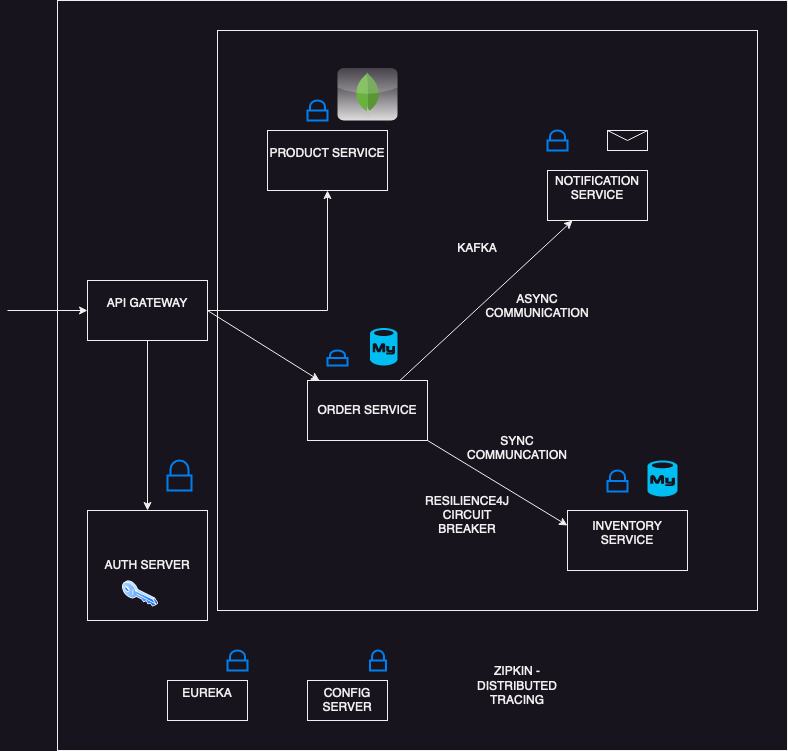 PRODUCT SERVICE
NOTIFICATION
SERVICE
KAFKA
API GATEWAY
ASYNC
COMMUNICATION
My
ORDER SERVICE
SYNC
COMMUNCATION
My
RESILIENCE4J
CIRCUIT
BREAKER
INVENTORY
SERVICE
AUTH SERVER
ZIPKIN -
DISTRIBUTED
TRACING
EUREKA
CONFIG
SERVER